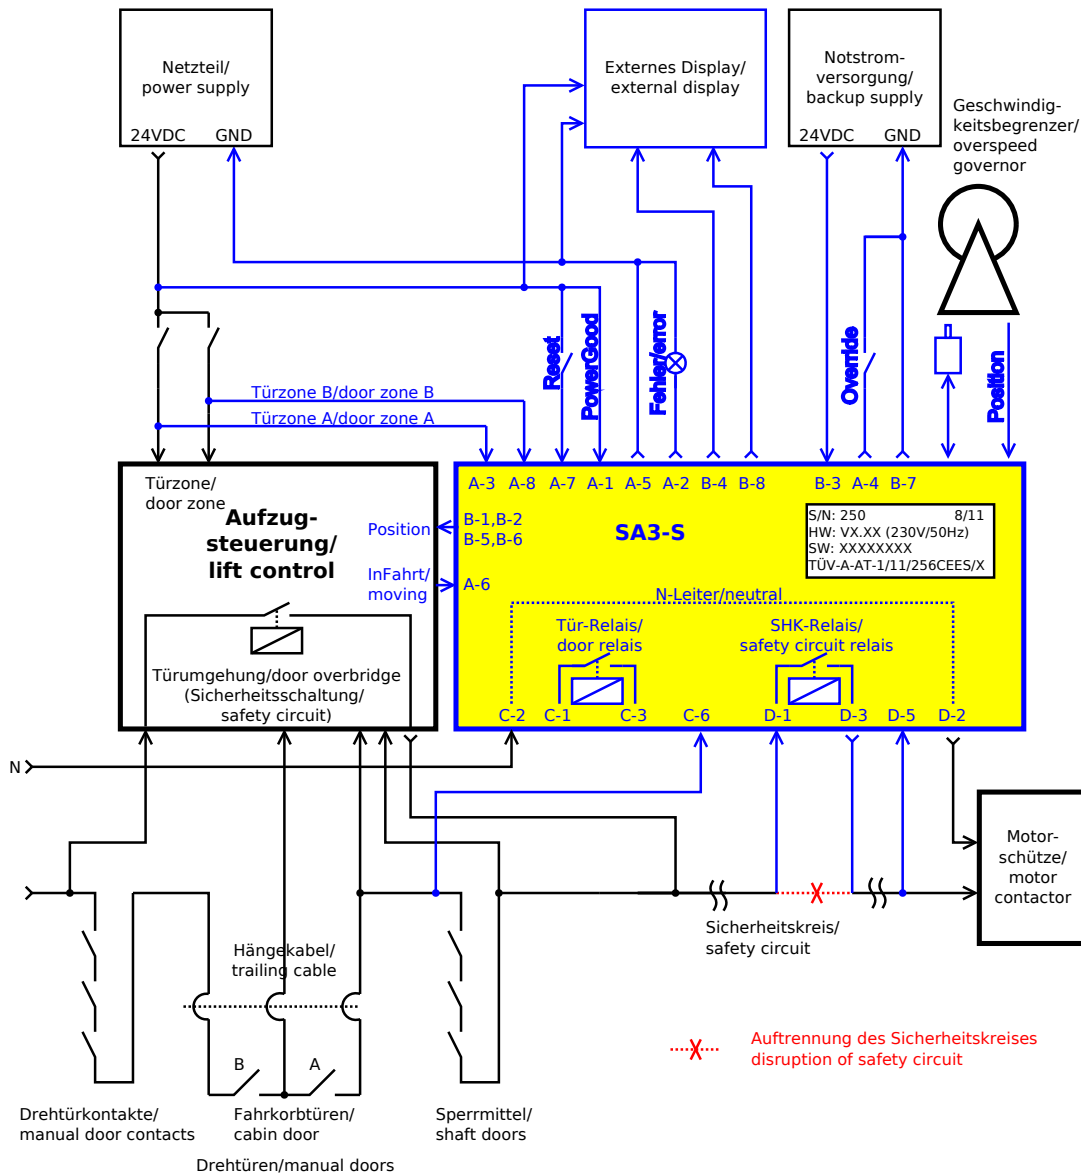 Netzteil/
power supply
24VDC
GND
Externes Display/
external display
Notstrom-
versorgung/
backup supply
24VDC
GND
Geschwindig-
keitsbegrenzer/
overspeed
governor
Reset
PowerGood
Fehler/error
Override
Position
Türzone B/door zone B
Türzone A/door zone A
Türzone/
door zone
Aufzug-
steuerung/
lift control
Position
InFahrt/
moving
A-3
A-8
A-7
A-1
A-5
A-2
B-4
B-8
B-3
A-4
B-7
B-1,B-2
B-5,B-6
A-6
SA3-S
S/N: 250 8/11
HW: VX.XX (230V/50Hz)
SW: XXXXXXXX
TÜV-A-AT-1/11/256CEES/X
N-Leiter/neutral
Tür-Relais/
door relais
SHK-Relais/
safety circuit relais
Türumgehung/door overbridge
(Sicherheitsschaltung/
safety circuit)
C-2
C-1
C-3
C-6
D-1
D-3
D-5
D-2
N
Motor-
schütze/
motor
contactor
Sicherheitskreis/
safety circuit
Hängekabel/
trailing cable
B
A
Auftrennung des Sicherheitskreises
disruption of safety circuit
Drehtürkontakte/
manual door contacts
Fahrkorbtüren/
cabin door
Sperrmittel/
shaft doors
Drehtüren/manual doors